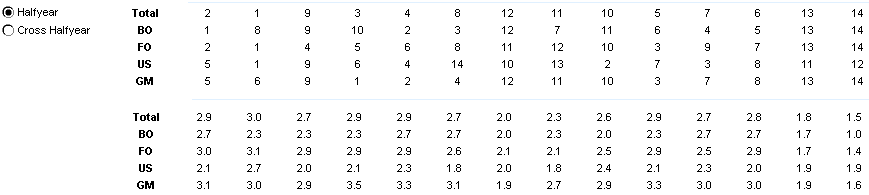 Halfyear Total 2 1 9 3 4 8 12 11 10 5 7 6 13 14
Cross Halfyear BO 1 8 9 10 2 3 12 7 11 6 4 5 13 14
FO 2 1 4 5 6 8 11 12 10 3 9 7 13 14
US 5 1 9 6 4 14 10 13 2 7 3 8 11 12
GM 5 6 9 1 2 4 12 11 10 3 7 8 13 14
Total 2.9 3.0 2.7 2.9 2.9 2.7 2.0 2.3 2.6 2.9 2.7 2.8 1.8 1.5
BO 2.7 2.3 2.3 2.3 2.7 2.7 2.0 2.3 2.0 2.3 2.7 2.7 1.7 1.0
FO 3.0 3.1 2.9 2.9 2.9 2.6 2.1 2.1 2.5 2.9 2.5 2.9 1.7 1.4
US 2.1 2.7 2.0 2.1 2.3 1.8 2.0 1.8 2.4 2.1 2.3 2.0 1.9 1.9
GM 3.1 3.0 2.9 3.5 3.3 3.1 1.9 2.7 2.9 3.3 3.0 3.0 1.9 1.6